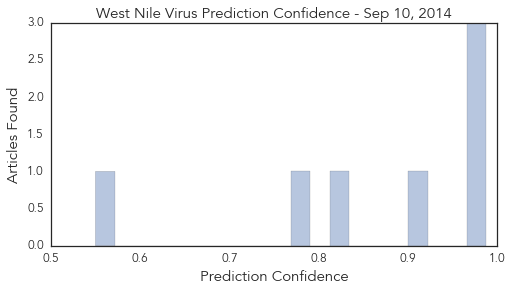 West Nile Virus Prediction Confidence - Sep 10, 2014
3.0
2.5
2.0
1.5
1.0
0.5
0.0
Articles Found
0.5 0.6 0.7 0.8 0.9 1.0
Prediction Confidence